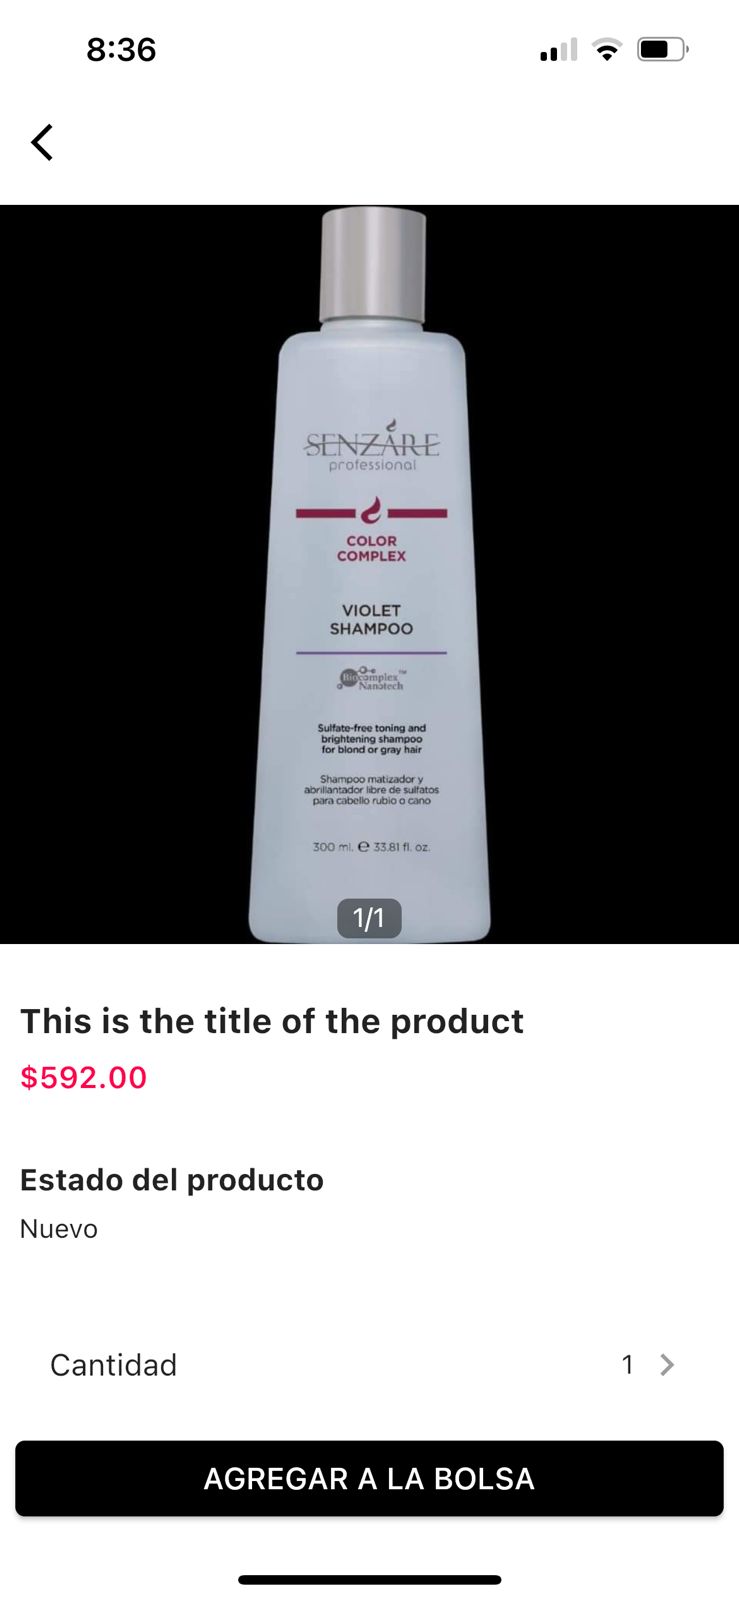 8:36
SENZÁRE
professional
COLOR
COMPLEX
VIOLET
SHAMPOO
Biocomplex™
Nanotech
Sulfate-free toning and
brightening shampoo
for blond or gray hair
Shampoo matizador y
abrillantador libre de sulfatos
para cabello rubio o cano
300 ml. ℮ 33.81 fl. oz.
1/1
This is the title of the product
$592.00
Estado del producto
Nuevo
Cantidad 1
AGREGAR A LA BOLSA